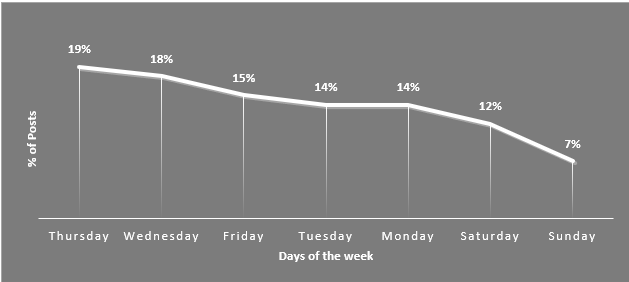 19%
18%
15%
14%
14%
12%
7%
% of Posts
Thursday Wednesday Friday Tuesday Monday Saturday Sunday
Days of the week